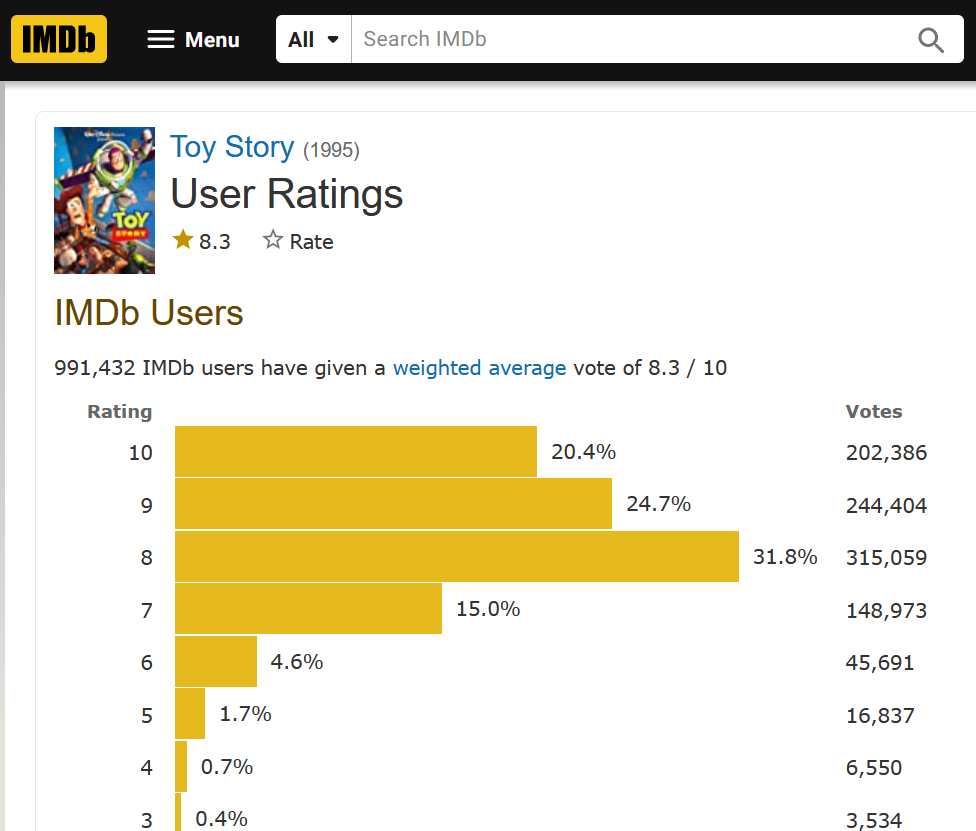 IMDb Menu All Search IMDb
Toy Story (1995)
User Ratings
8.3 Rate
TOY
STORY
IMDb Users
991,432 IMDb users have given a weighted average vote of 8.3 / 10
Rating Votes
10 20.4% 202,386
9 24.7% 244,404
8 31.8% 315,059
7 15.0% 148,973
6 4.6% 45,691
5 1.7% 16,837
4 0.7% 6,550
3 0.4% 3,534